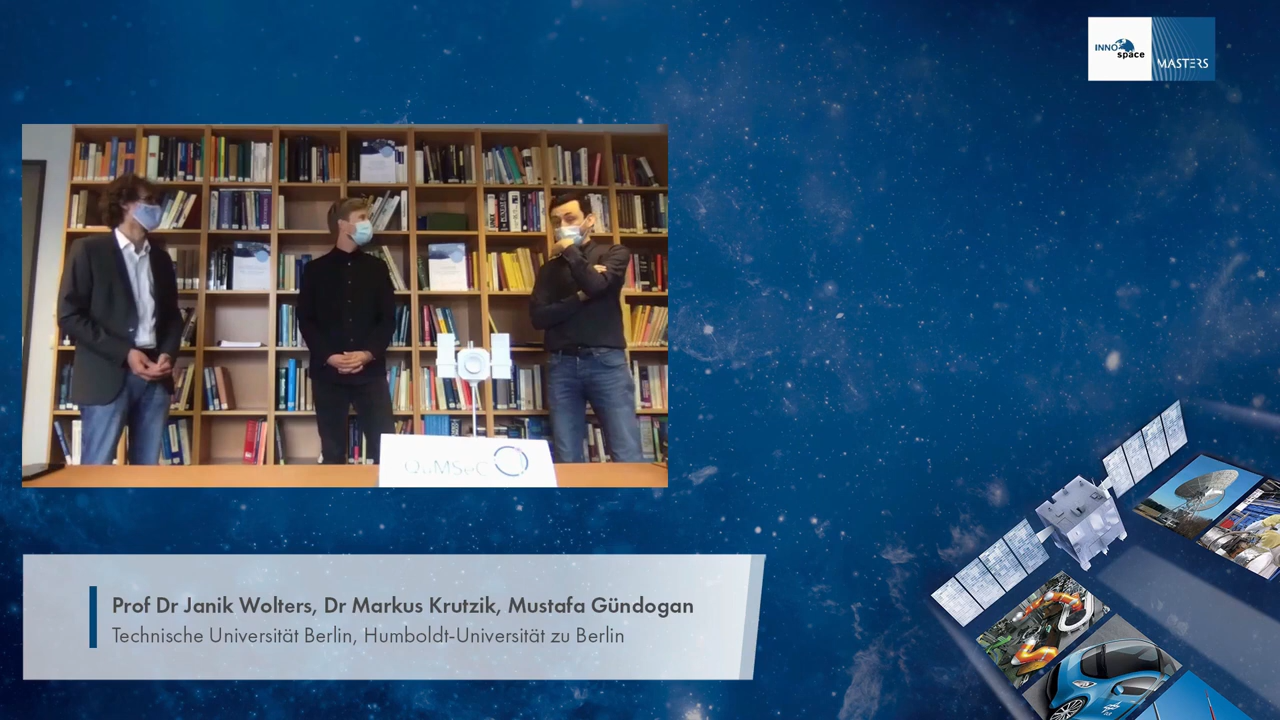 INNO
space
MASTERS
QuMSeC
Prof Dr Janik Wolters, Dr Markus Krutzik, Mustafa Gündogan
Technische Universität Berlin, Humboldt-Universität zu Berlin